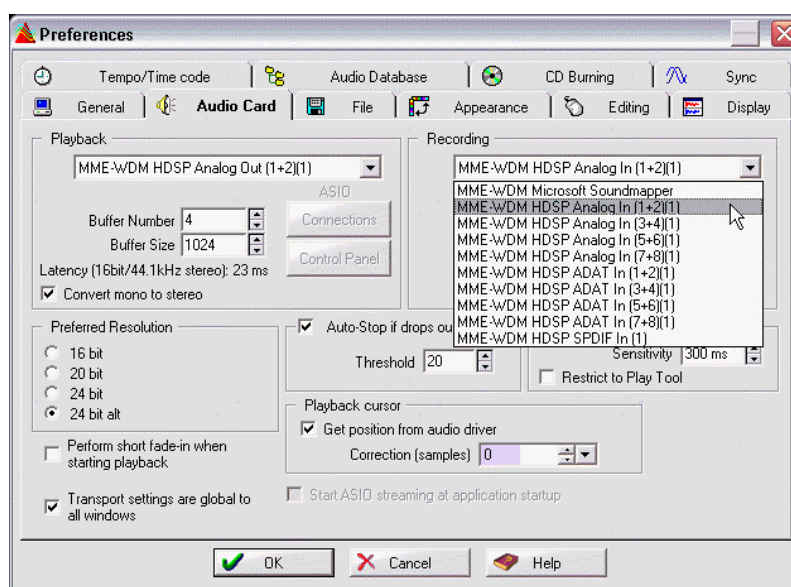 Preferences
Tempo/Time code
Audio Database
CD Burning
Sync
General
Audio Card
File
Appearance
Editing
Display
Playback
MME-WDM HDSP Analog Out (1+2)(1)
ASIO
Buffer Number 4
Connections
Buffer Size 1024
Control Panel
Latency (16bit/44.1kHz stereo): 23 ms
Convert mono to stereo
Recording
MME-WDM HDSP Analog In (1+2)(1)
MME-WDM Microsoft Soundmapper
MME-WDM HDSP Analog In (1+2)(1)
MME-WDM HDSP Analog In (3+4)(1)
MME-WDM HDSP Analog In (5+6)(1)
MME-WDM HDSP Analog In (7+8)(1)
MME-WDM HDSP ADAT In (1+2)(1)
MME-WDM HDSP ADAT In (3+4)(1)
MME-WDM HDSP ADAT In (5+6)(1)
MME-WDM HDSP ADAT In (7+8)(1)
MME-WDM HDSP SPDIF In (1)
Preferred Resolution
16 bit
20 bit
24 bit
24 bit alt
Auto-Stop if drops ou
Threshold 20
Sensitivity 300 ms
Restrict to Play Tool
Playback cursor
Get position from audio driver
Correction (samples) 0
Perform short fade-in when
starting playback
Transport settings are global to
all windows
Start ASIO streaming at application startup
OK
Cancel
Help